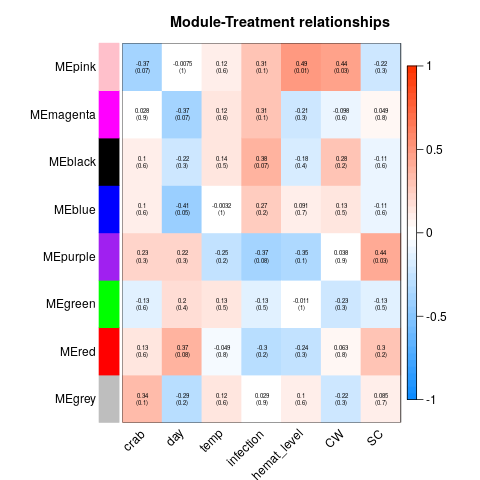 Module-Treatment relationships
MEpink -0.37 -0.0075 0.12 0.31 0.49 0.44 -0.22
(0.07) (1) (0.6) (0.1) (0.01) (0.03) (0.3)
MEmagenta 0.028 -0.37 0.12 0.31 -0.21 -0.098 0.049
(0.9) (0.07) (0.6) (0.1) (0.3) (0.6) (0.8)
MEblack 0.1 -0.22 0.14 0.38 -0.18 0.28 -0.11
(0.6) (0.3) (0.5) (0.07) (0.4) (0.2) (0.6)
MEblue 0.1 -0.41 -0.0032 0.27 0.091 0.13 -0.11
(0.6) (0.05) (1) (0.2) (0.7) (0.5) (0.6)
MEpurple 0.23 0.22 -0.25 -0.37 -0.35 0.038 0.44
(0.3) (0.3) (0.2) (0.08) (0.1) (0.9) (0.03)
MEgreen -0.13 0.2 0.13 -0.13 -0.011 -0.23 -0.13
(0.6) (0.4) (0.5) (0.5) (1) (0.3) (0.5)
MEred 0.13 0.37 -0.049 -0.3 -0.24 0.063 0.3
(0.6) (0.08) (0.8) (0.2) (0.3) (0.8) (0.2)
MEgrey 0.34 -0.29 0.12 0.029 0.1 -0.22 0.085
(0.1) (0.2) (0.6) (0.9) (0.6) (0.3) (0.7)
crab day temp infection hemat_level CW SC
1
0.5
0
-0.5
-1